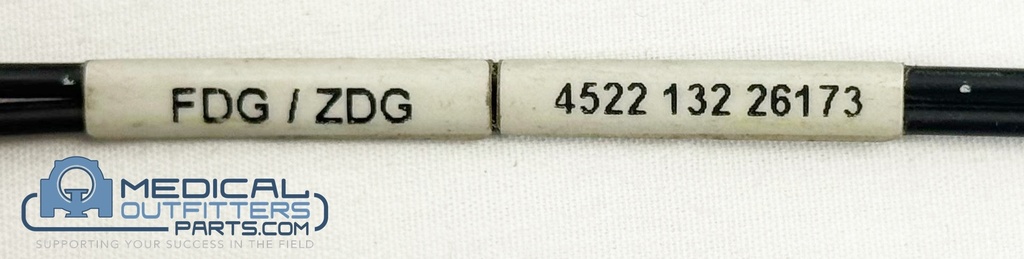 FDG / ZDG
4522 132 26173
MEDICAL
OUTFITTERS
PARTS.COM
SUPPORTING YOUR SUCCESS IN THE FIELD